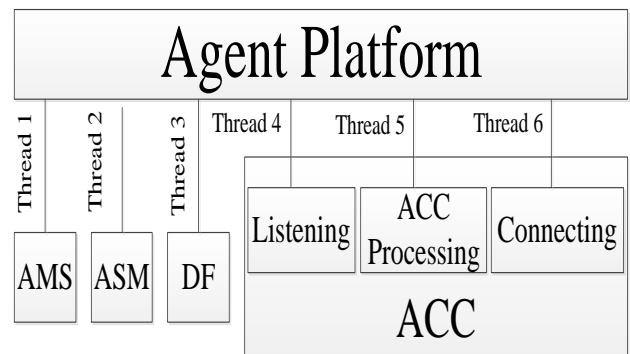 Agent Platform
Thread 1
Thread 2
Thread 3
Thread 4
Thread 5
Thread 6
AMS
ASM
DF
Listening
ACC
Processing
Connecting
ACC